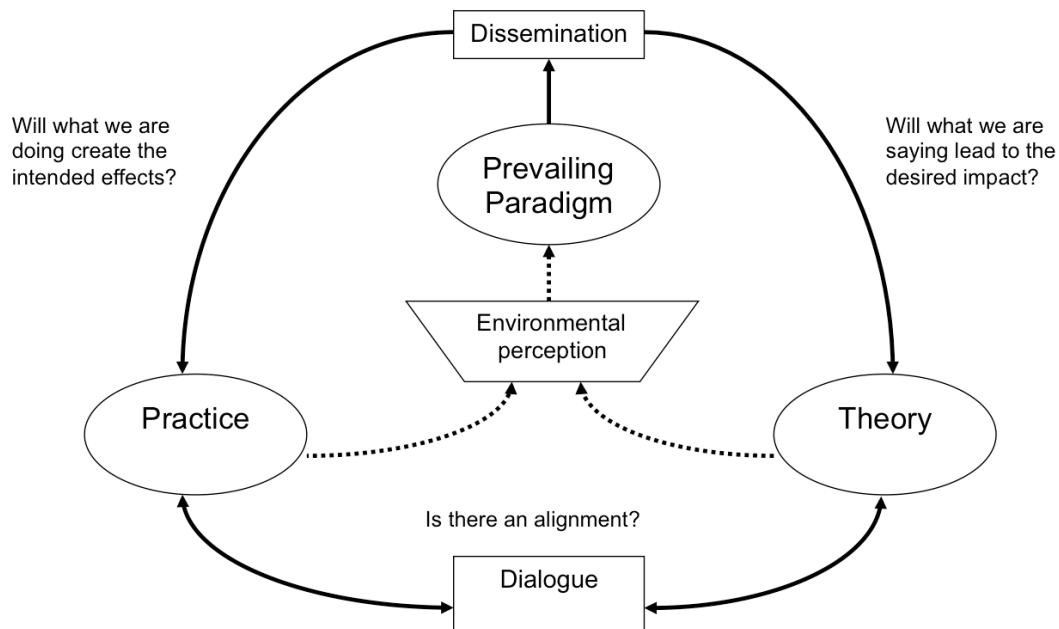 Dissemination
Will what we are
doing create the
intended effects?
Will what we are
saying lead to the
desired impact?
Prevailing
Paradigm
Environmental
perception
Practice
Theory
Is there an alignment?
Dialogue